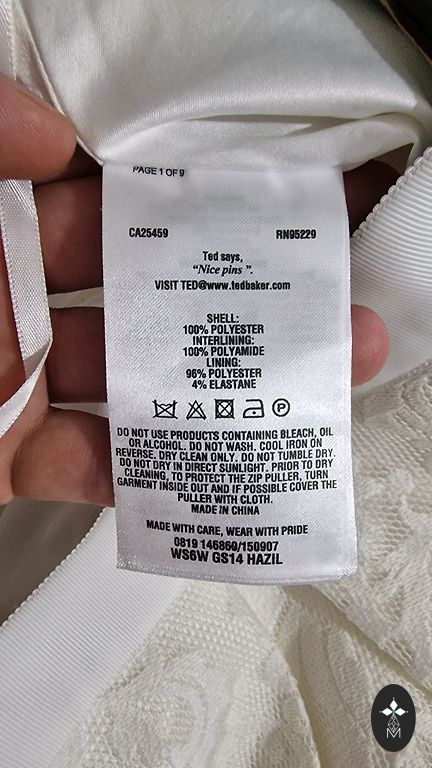 PAGE 1 OF 9
CA25459 RN95229
Ted says,
“Nice pins ”.
VISIT TED@www.tedbaker.com
SHELL:
100% POLYESTER
INTERLINING:
100% POLYAMIDE
LINING:
96% POLYESTER
4% ELASTANE
P
DO NOT USE PRODUCTS CONTAINING BLEACH, OIL
OR ALCOHOL. DO NOT WASH. COOL IRON ON
REVERSE. DRY CLEAN ONLY. DO NOT TUMBLE DRY.
DO NOT DRY IN DIRECT SUNLIGHT. PRIOR TO DRY
CLEANING, TO PROTECT THE ZIP PULLER, TURN
GARMENT INSIDE OUT AND IF POSSIBLE COVER THE
PULLER WITH CLOTH.
MADE IN CHINA
MADE WITH CARE, WEAR WITH PRIDE
0819 146860/150907
WS6W GS14 HAZIL
M